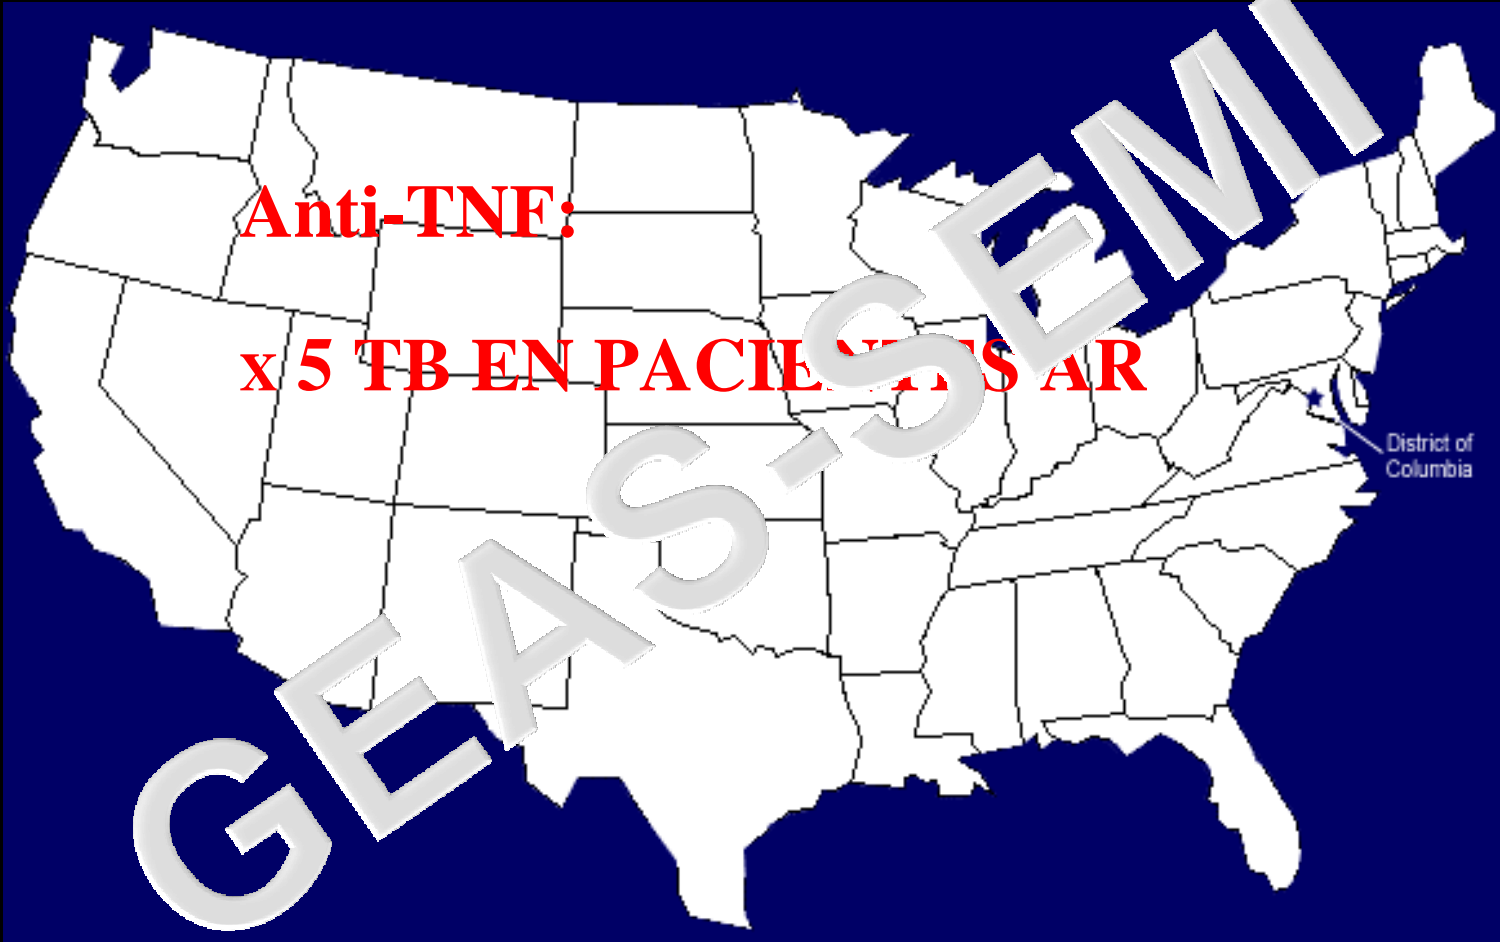 Anti-TNF:
x 5 TB EN PACIENTES AR
District of
Columbia
GEAS-SEMI